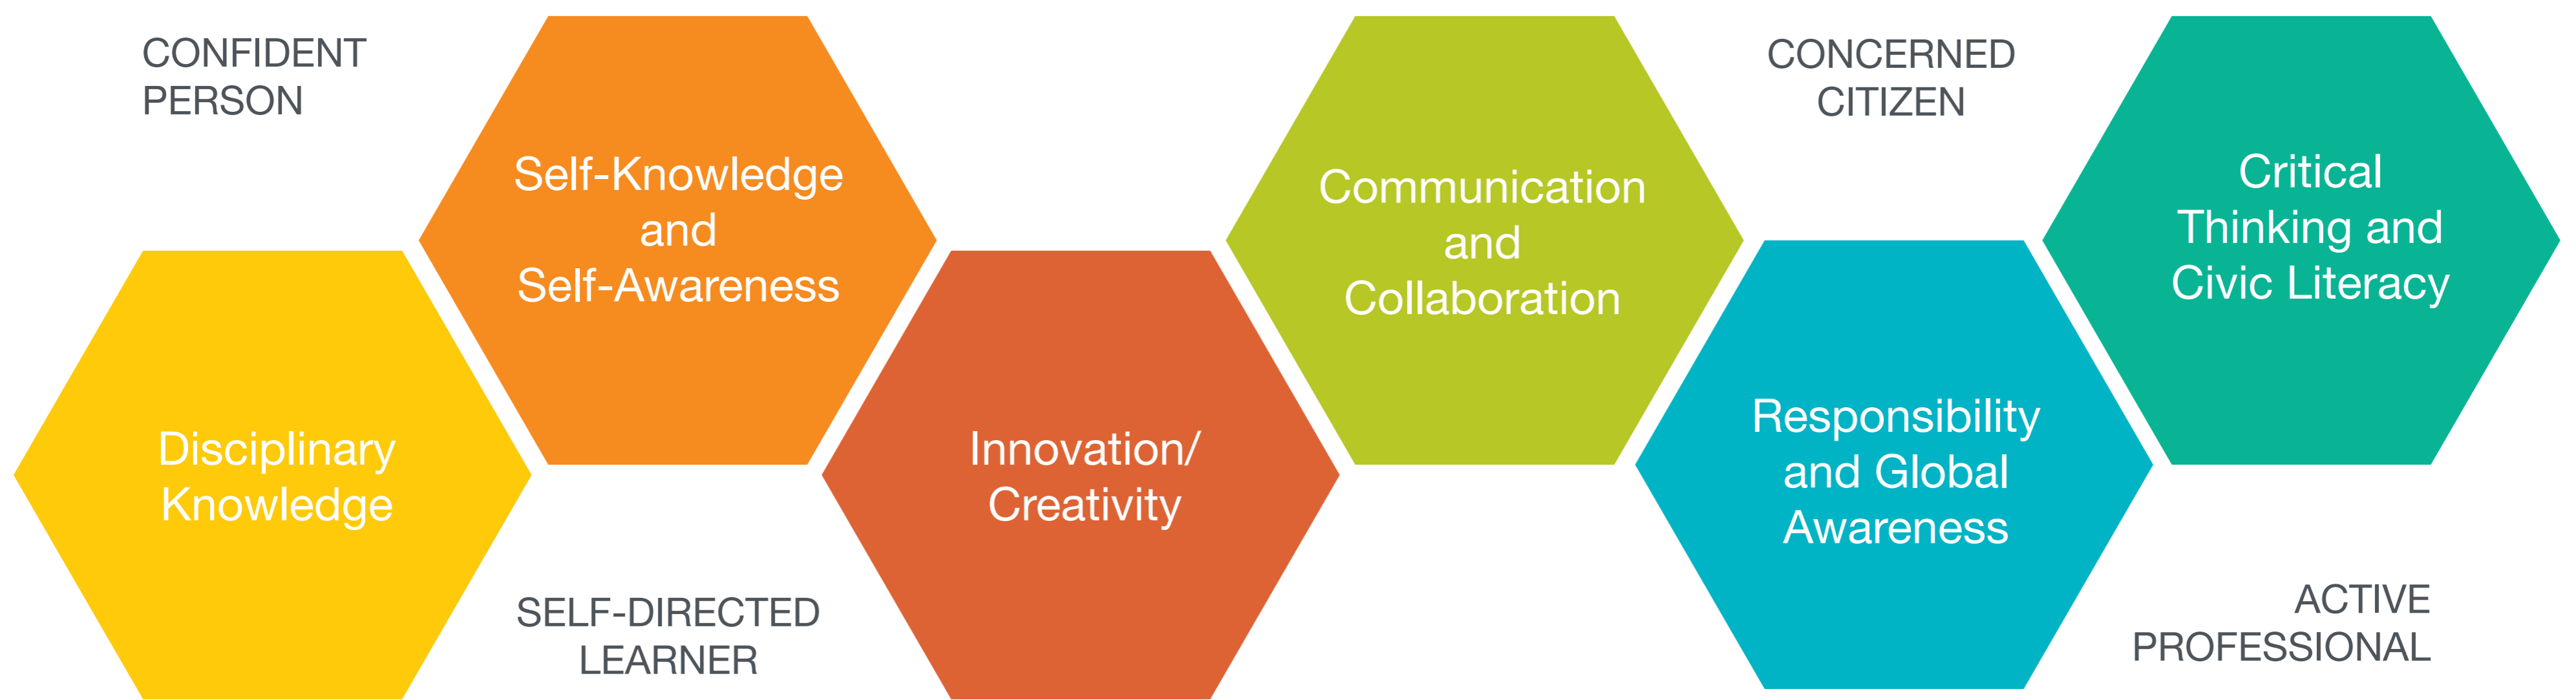 CONFIDENT
PERSON
Self-Knowledge
and
Self-Awareness
Communication
and
Collaboration
CONCERNED
CITIZEN
Critical
Thinking and
Civic Literacy
Disciplinary
Knowledge
Innovation/
Creativity
Responsibility
and Global
Awareness
SELF-DIRECTED
LEARNER
ACTIVE
PROFESSIONAL